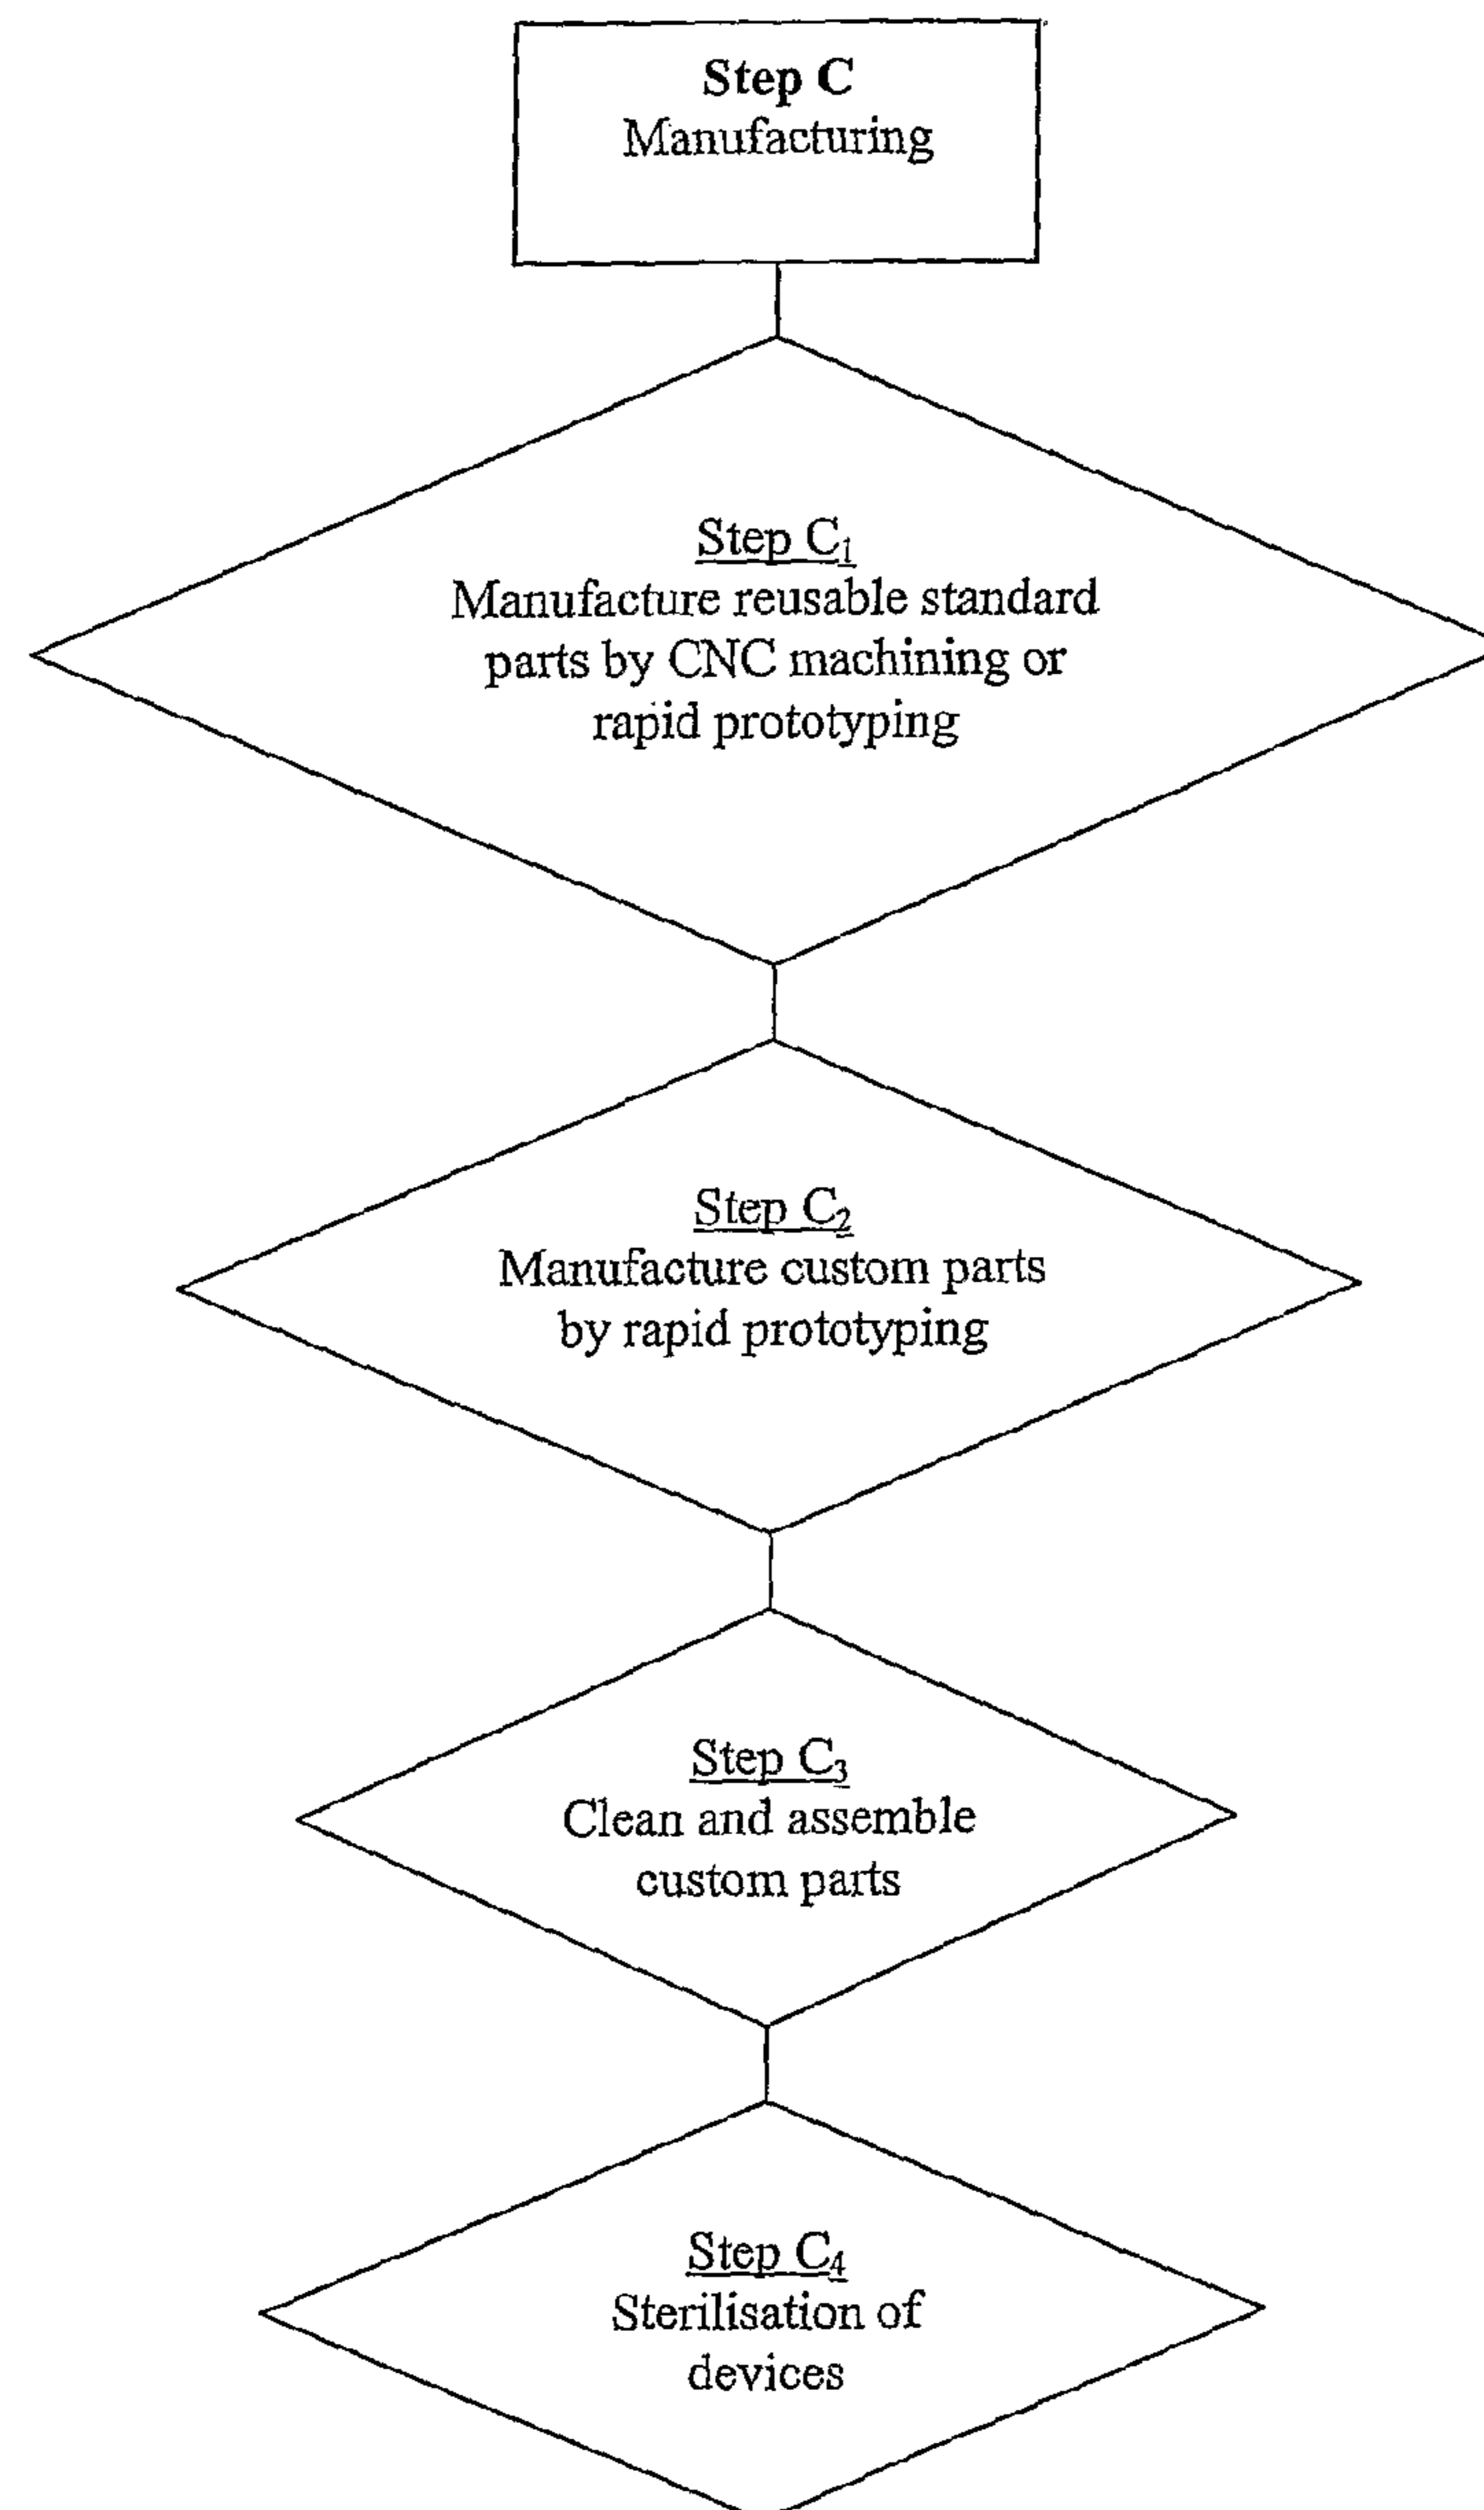 Step C
Manufacturing
Step C₁
Manufacture reusable standard
parts by CNC machining or
rapid prototyping
Step C₂
Manufacture custom parts
by rapid prototyping
Step C₃
Clean and assemble
custom parts
Step C₄
Sterilisation of
devices